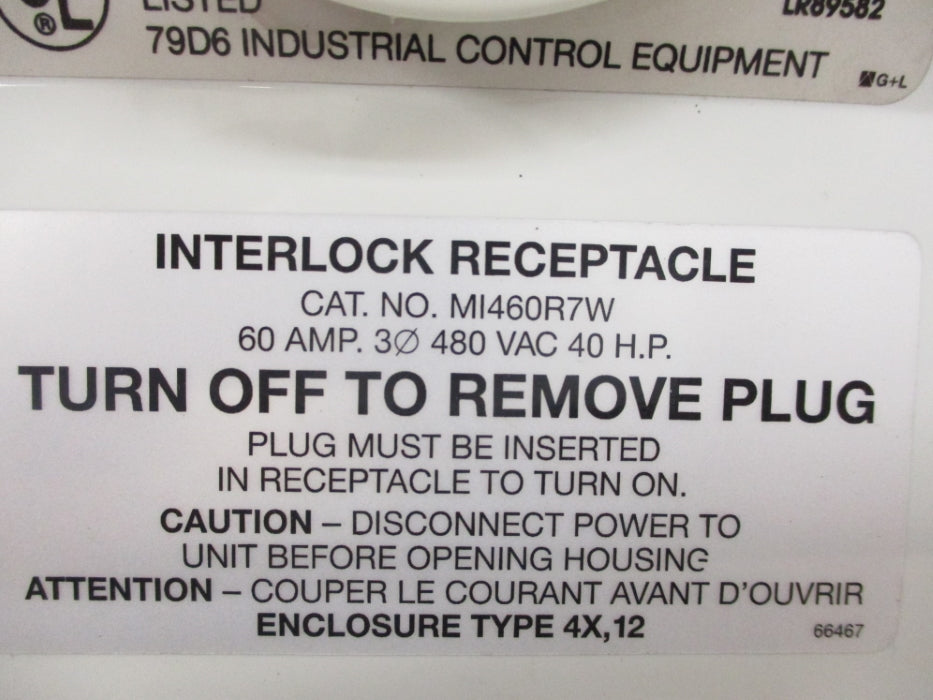 UL ®
LISTED
LR89582
79D6 INDUSTRIAL CONTROL EQUIPMENT
G+L
INTERLOCK RECEPTACLE
CAT. NO. MI460R7W
60 AMP. 3Ø 480 VAC 40 H.P.
TURN OFF TO REMOVE PLUG
PLUG MUST BE INSERTED
IN RECEPTACLE TO TURN ON.
CAUTION – DISCONNECT POWER TO
UNIT BEFORE OPENING HOUSING
ATTENTION – COUPER LE COURANT AVANT D'OUVRIR
ENCLOSURE TYPE 4X,12
66467